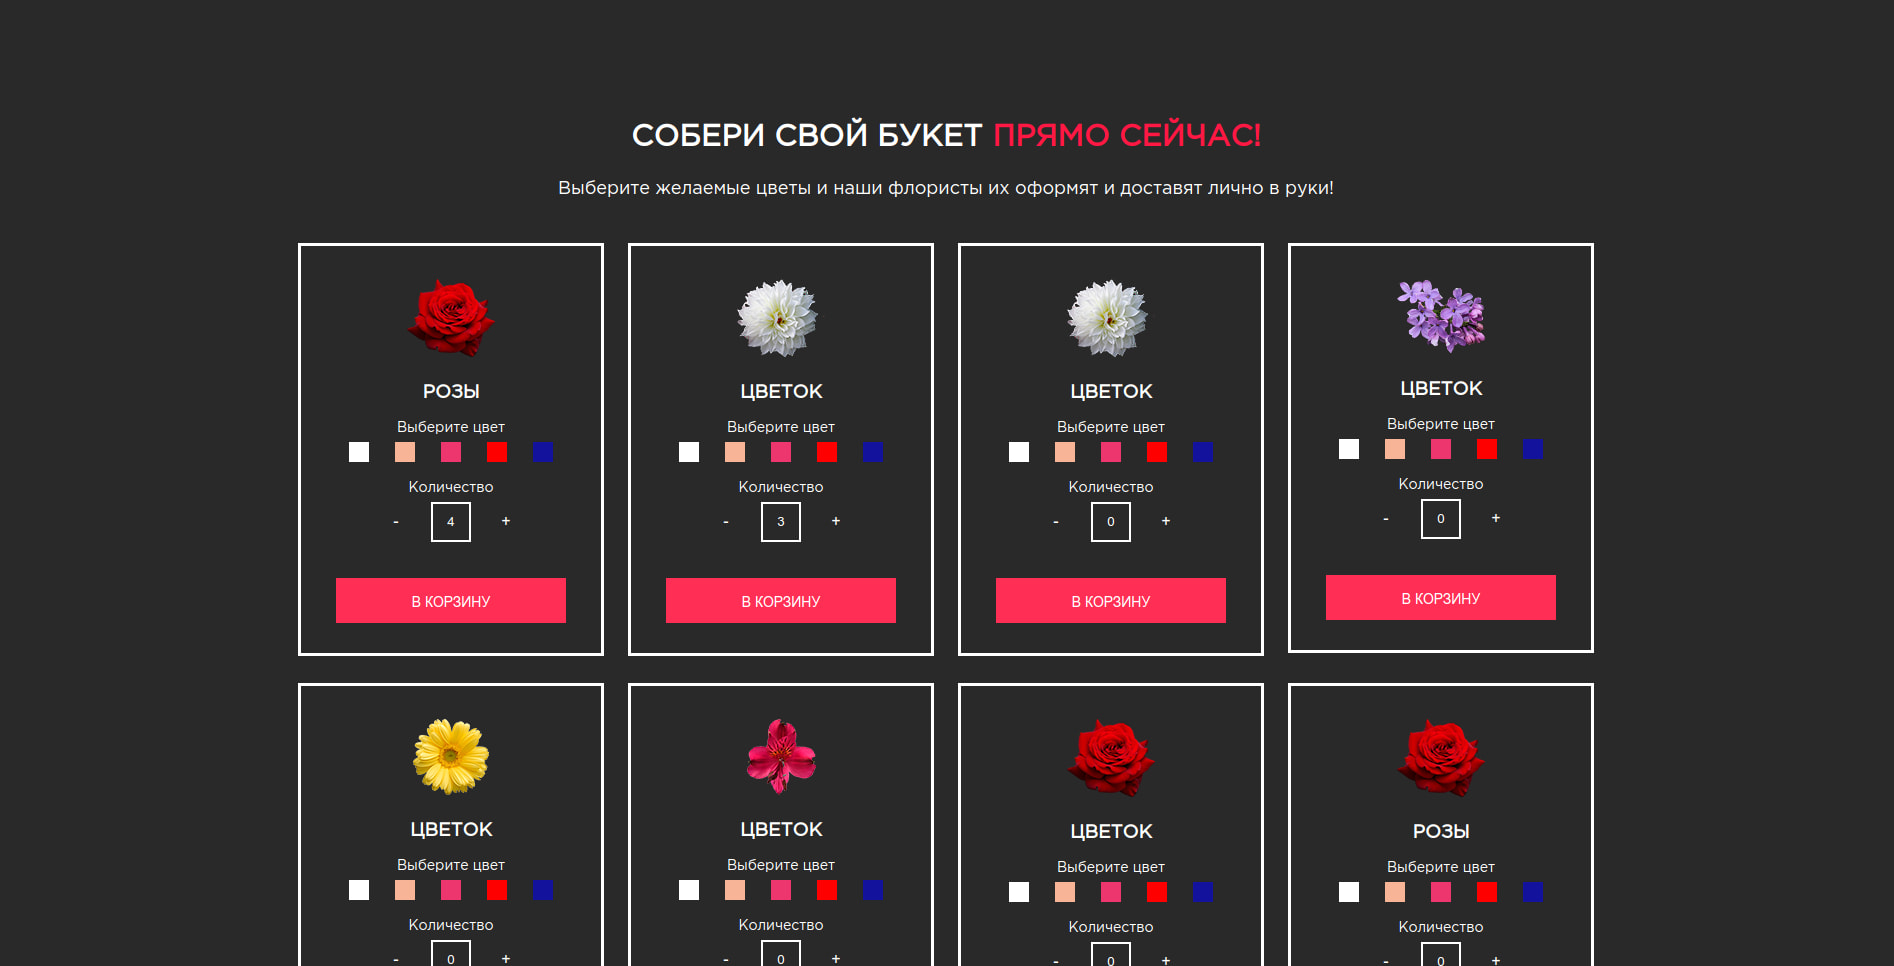 СОБЕРИ СВОЙ БУКЕТ ПРЯМО СЕЙЧАС!
Выберите желаемые цветы и наши флористы их оформят и доставят лично в руки!
РОЗЫ
Выберите цвет
Количество
- 4 +
В КОРЗИНУ
ЦВЕТОК
Выберите цвет
Количество
- 3 +
В КОРЗИНУ
ЦВЕТОК
Выберите цвет
Количество
- 0 +
В КОРЗИНУ
ЦВЕТОК
Выберите цвет
Количество
- 0 +
В КОРЗИНУ
ЦВЕТОК
Выберите цвет
Количество
- 0 +
ЦВЕТОК
Выберите цвет
Количество
- 0 +
ЦВЕТОК
Выберите цвет
Количество
- 0 +
РОЗЫ
Выберите цвет
Количество
- 0 +